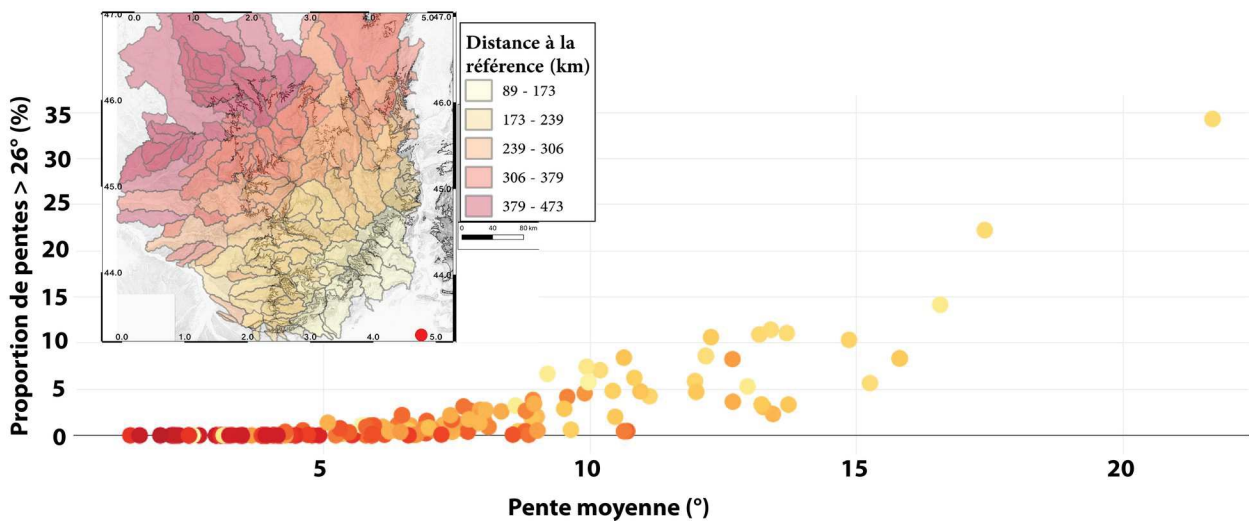 47.0 0.0 1.0 2.0 3.0 4.0 5.0 47.0
Distance à la
référence (km)
89 - 173
173 - 239
239 - 306
306 - 379
379 - 473
46.0 46.0
45.0 45.0
0 40 80 km
44.0 44.0
0.0 1.0 2.0 3.0 4.0 5.0
Proportion de pentes > 26° (%)
35
30
25
20
15
10
5
0
5 10 15 20
Pente moyenne (°)